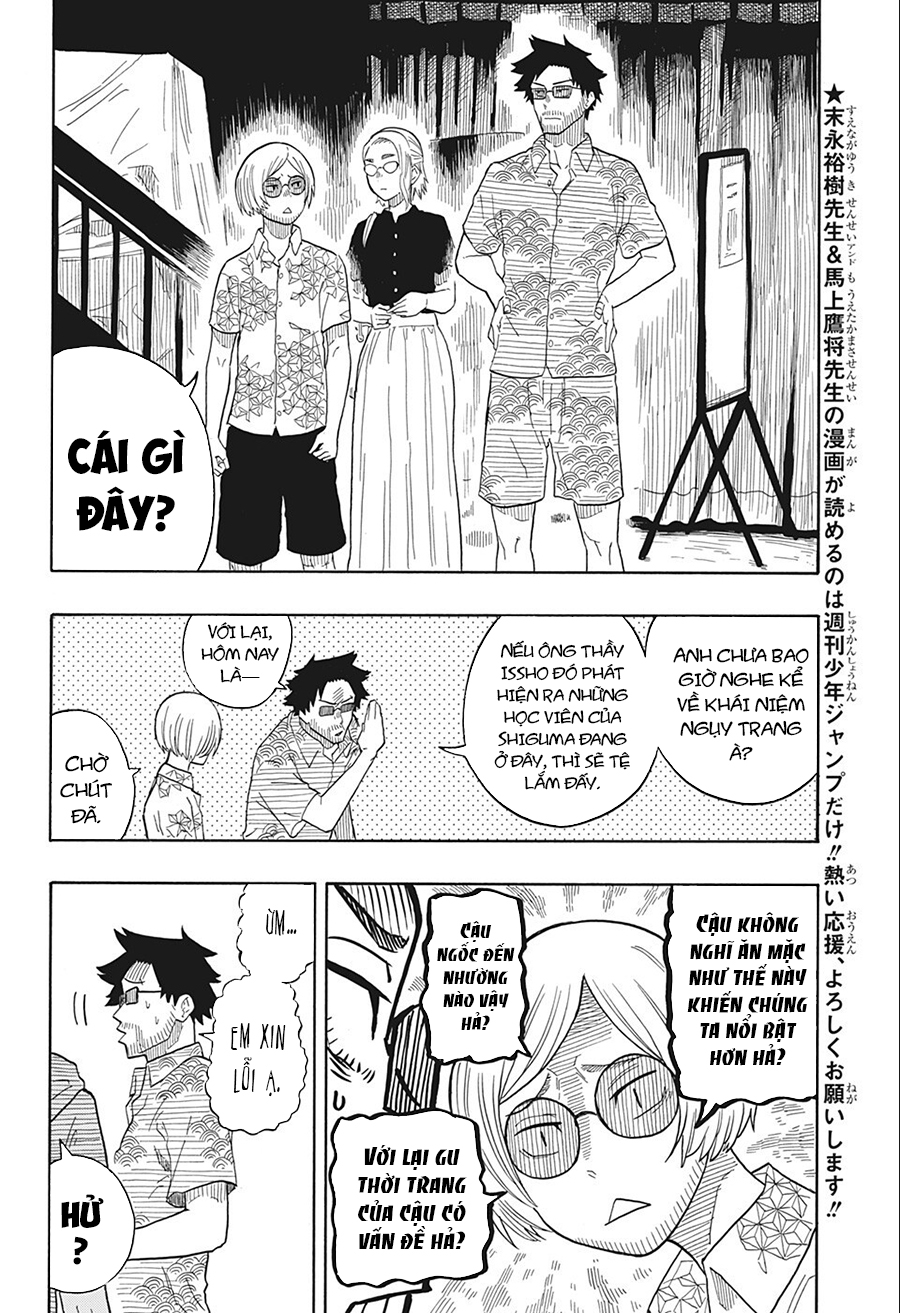 ★末永裕樹先生&馬上鷹将先生の漫画が読めるのは週刊少年ジャンプだけ!!熱い応援、よろしくお願いします!!
CÁI GÌ
ĐÂY?
ANH CHƯA BAO
GIỜ NGHE KỂ
VỀ KHÁI NIỆM
NGỤY TRANG
À?
NẾU ÔNG THẦY
ISSHO ĐÓ PHÁT
HIỆN RA NHỮNG
HỌC VIÊN CỦA
SHIGUMA ĐANG
Ở ĐÂY, THÌ SẼ TỆ
LẮM ĐẤY.
VỚI LẠI,
HÔM NAY
LÀ—
CHỜ
CHÚT
ĐÃ.
CẬU KHÔNG
NGHĨ ĂN MẶC
NHƯ THẾ NÀY
KHIẾN CHÚNG
TA NỔI BẬT
HƠN HẢ?
CẬU
NGỐC ĐẾN
NHƯỜNG
NÀO VẬY
HẢ?
VỚI LẠI GU
THỜI TRANG
CỦA CẬU CÓ
VẤN ĐỀ HẢ?
ỪM...
EM XIN
LỖI Ạ.
HỬ
?